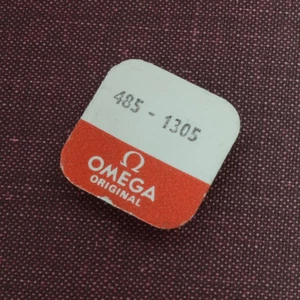 485 - 1305
Ω
OMEGA
ORIGINAL